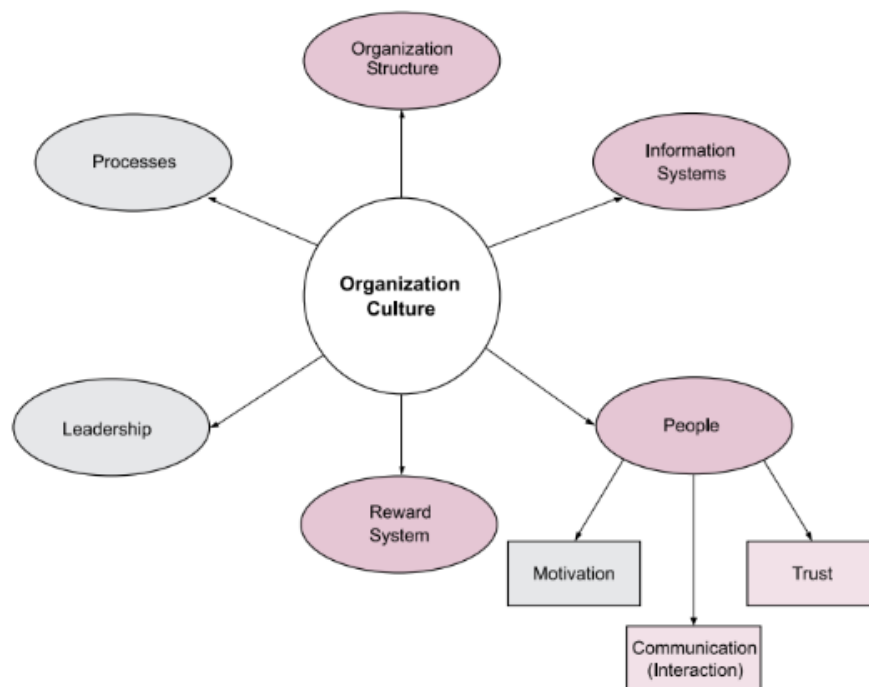 Organization
Structure
Processes
Information
Systems
Organization
Culture
Leadership
People
Reward
System
Motivation
Trust
Communication
(Interaction)